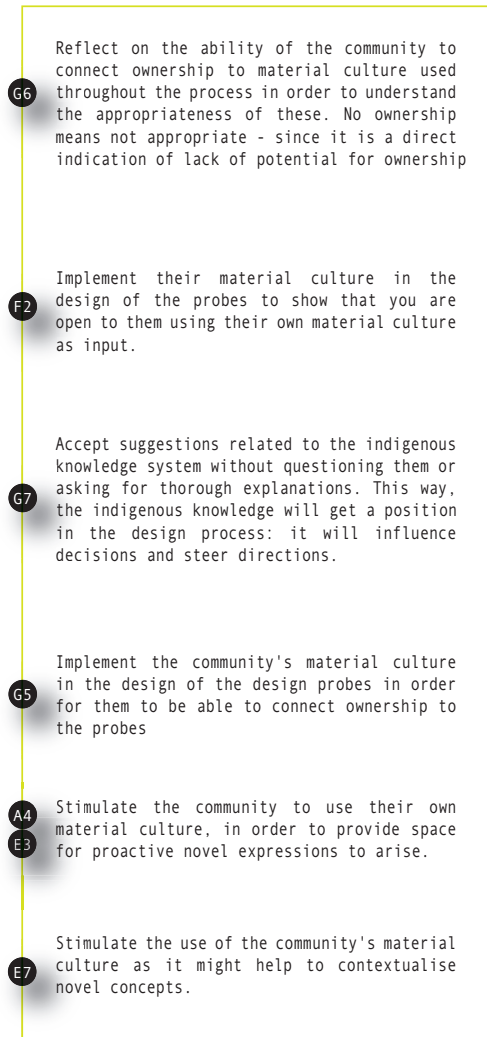 Reflect on the ability of the community to
connect ownership to material culture used
G6 throughout the process in order to understand
the appropriateness of these. No ownership
means not appropriate - since it is a direct
indication of lack of potential for ownership
Implement their material culture in the
F2 design of the probes to show that you are
open to them using their own material culture
as input.
Accept suggestions related to the indigenous
knowledge system without questioning them or
G7 asking for thorough explanations. This way,
the indigenous knowledge will get a position
in the design process: it will influence
decisions and steer directions.
Implement the community's material culture
G5 in the design of the design probes in order
for them to be able to connect ownership to
the probes
A4 Stimulate the community to use their own
material culture, in order to provide space
E3 for proactive novel expressions to arise.
Stimulate the use of the community's material
E7 culture as it might help to contextualise
novel concepts.